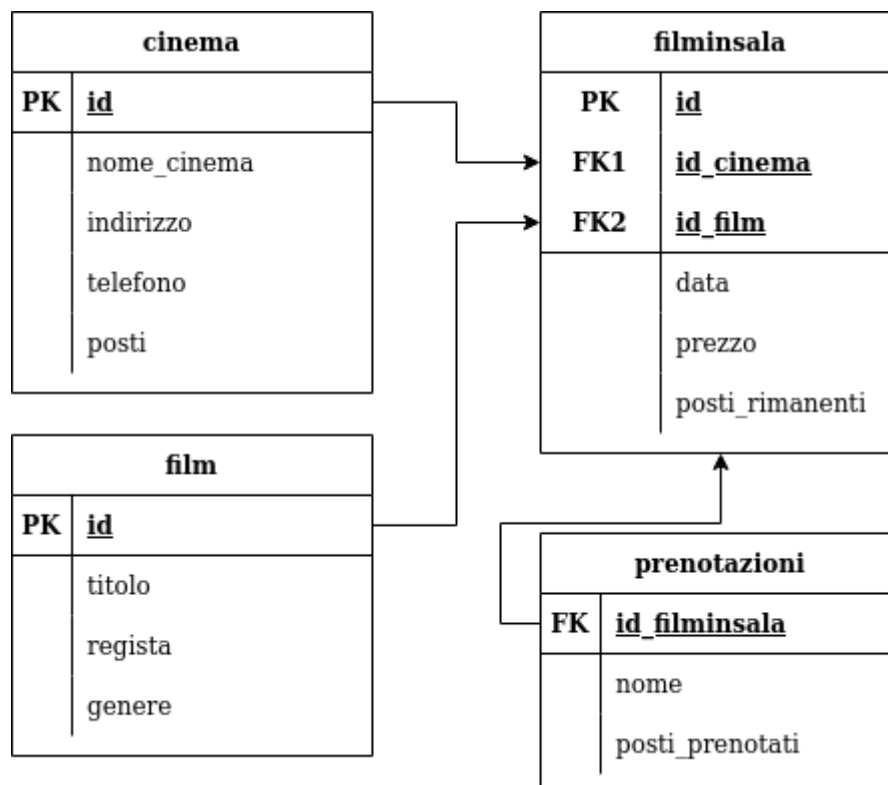 cinema
PK id
nome_cinema
indirizzo
telefono
posti
film
PK id
titolo
regista
genere
filminsala
PK id
FK1 id_cinema
FK2 id_film
data
prezzo
posti_rimanenti
prenotazioni
FK id_filminsala
nome
posti_prenotati